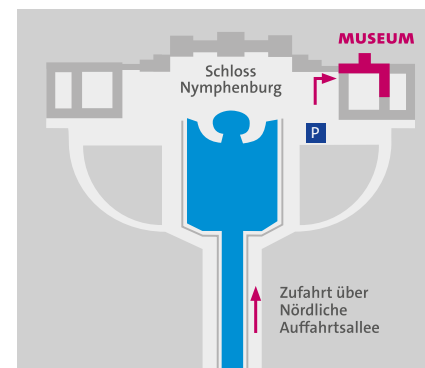 MUSEUM
Schloss
Nymphenburg
P
Zufahrt über
Nördliche
Auffahrtsallee